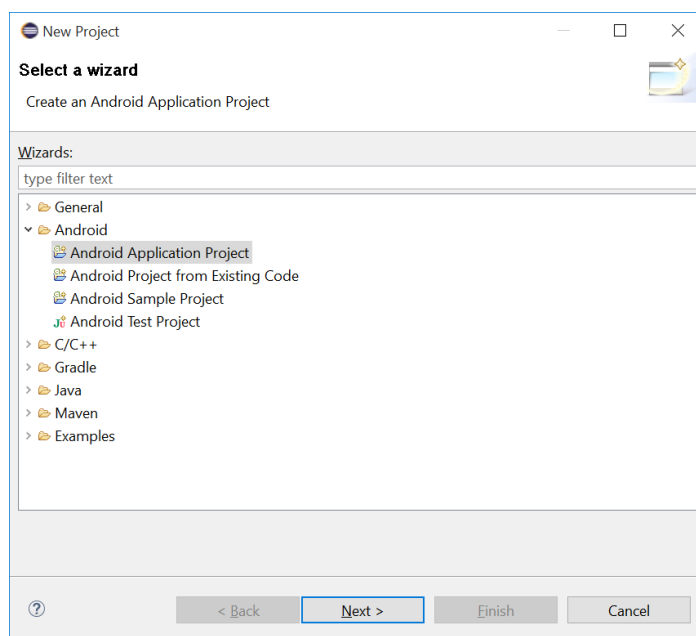 New Project
Select a wizard
Create an Android Application Project
Wizards:
type filter text
General
Android
Android Application Project
Android Project from Existing Code
Android Sample Project
Android Test Project
C/C++
Gradle
Java
Maven
Examples
? < Back Next > Finish Cancel